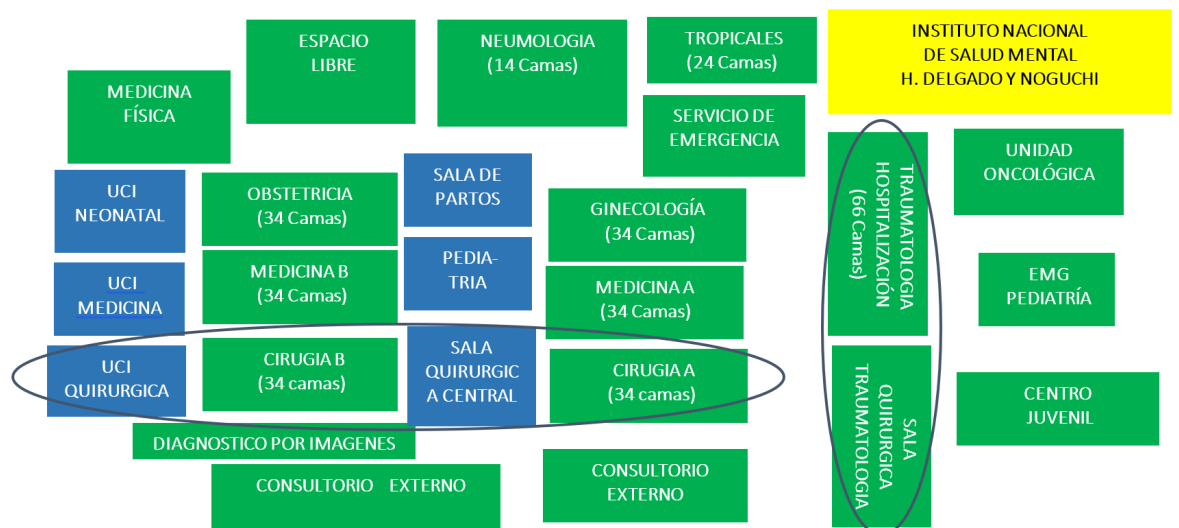 ESPACIO
LIBRE
NEUMOLOGIA
(14 Camas)
TROPICALES
(24 Camas)
INSTITUTO NACIONAL
DE SALUD MENTAL
H. DELGADO Y NOGUCHI
MEDICINA
FÍSICA
SERVICIO DE
EMERGENCIA
UCI
NEONATAL
OBSTETRICIA
(34 Camas)
SALA DE
PARTOS
GINECOLOGÍA
(34 Camas)
TRAUMATOLOGIA
HOSPITALIZACIÓN
(66 Camas)
UNIDAD
ONCOLÓGICA
UCI
MEDICINA
MEDICINA B
(34 Camas)
PEDIA-
TRIA
MEDICINA A
(34 Camas)
EMG
PEDIATRÍA
UCI
QUIRURGICA
CIRUGIA B
(34 camas)
SALA
QUIRURGIC
A CENTRAL
CIRUGIA A
(34 camas)
SALA
QUIRURGICA
TRAUMATOLOGIA
CENTRO
JUVENIL
DIAGNOSTICO POR IMAGENES
CONSULTORIO EXTERNO
CONSULTORIO
EXTERNO